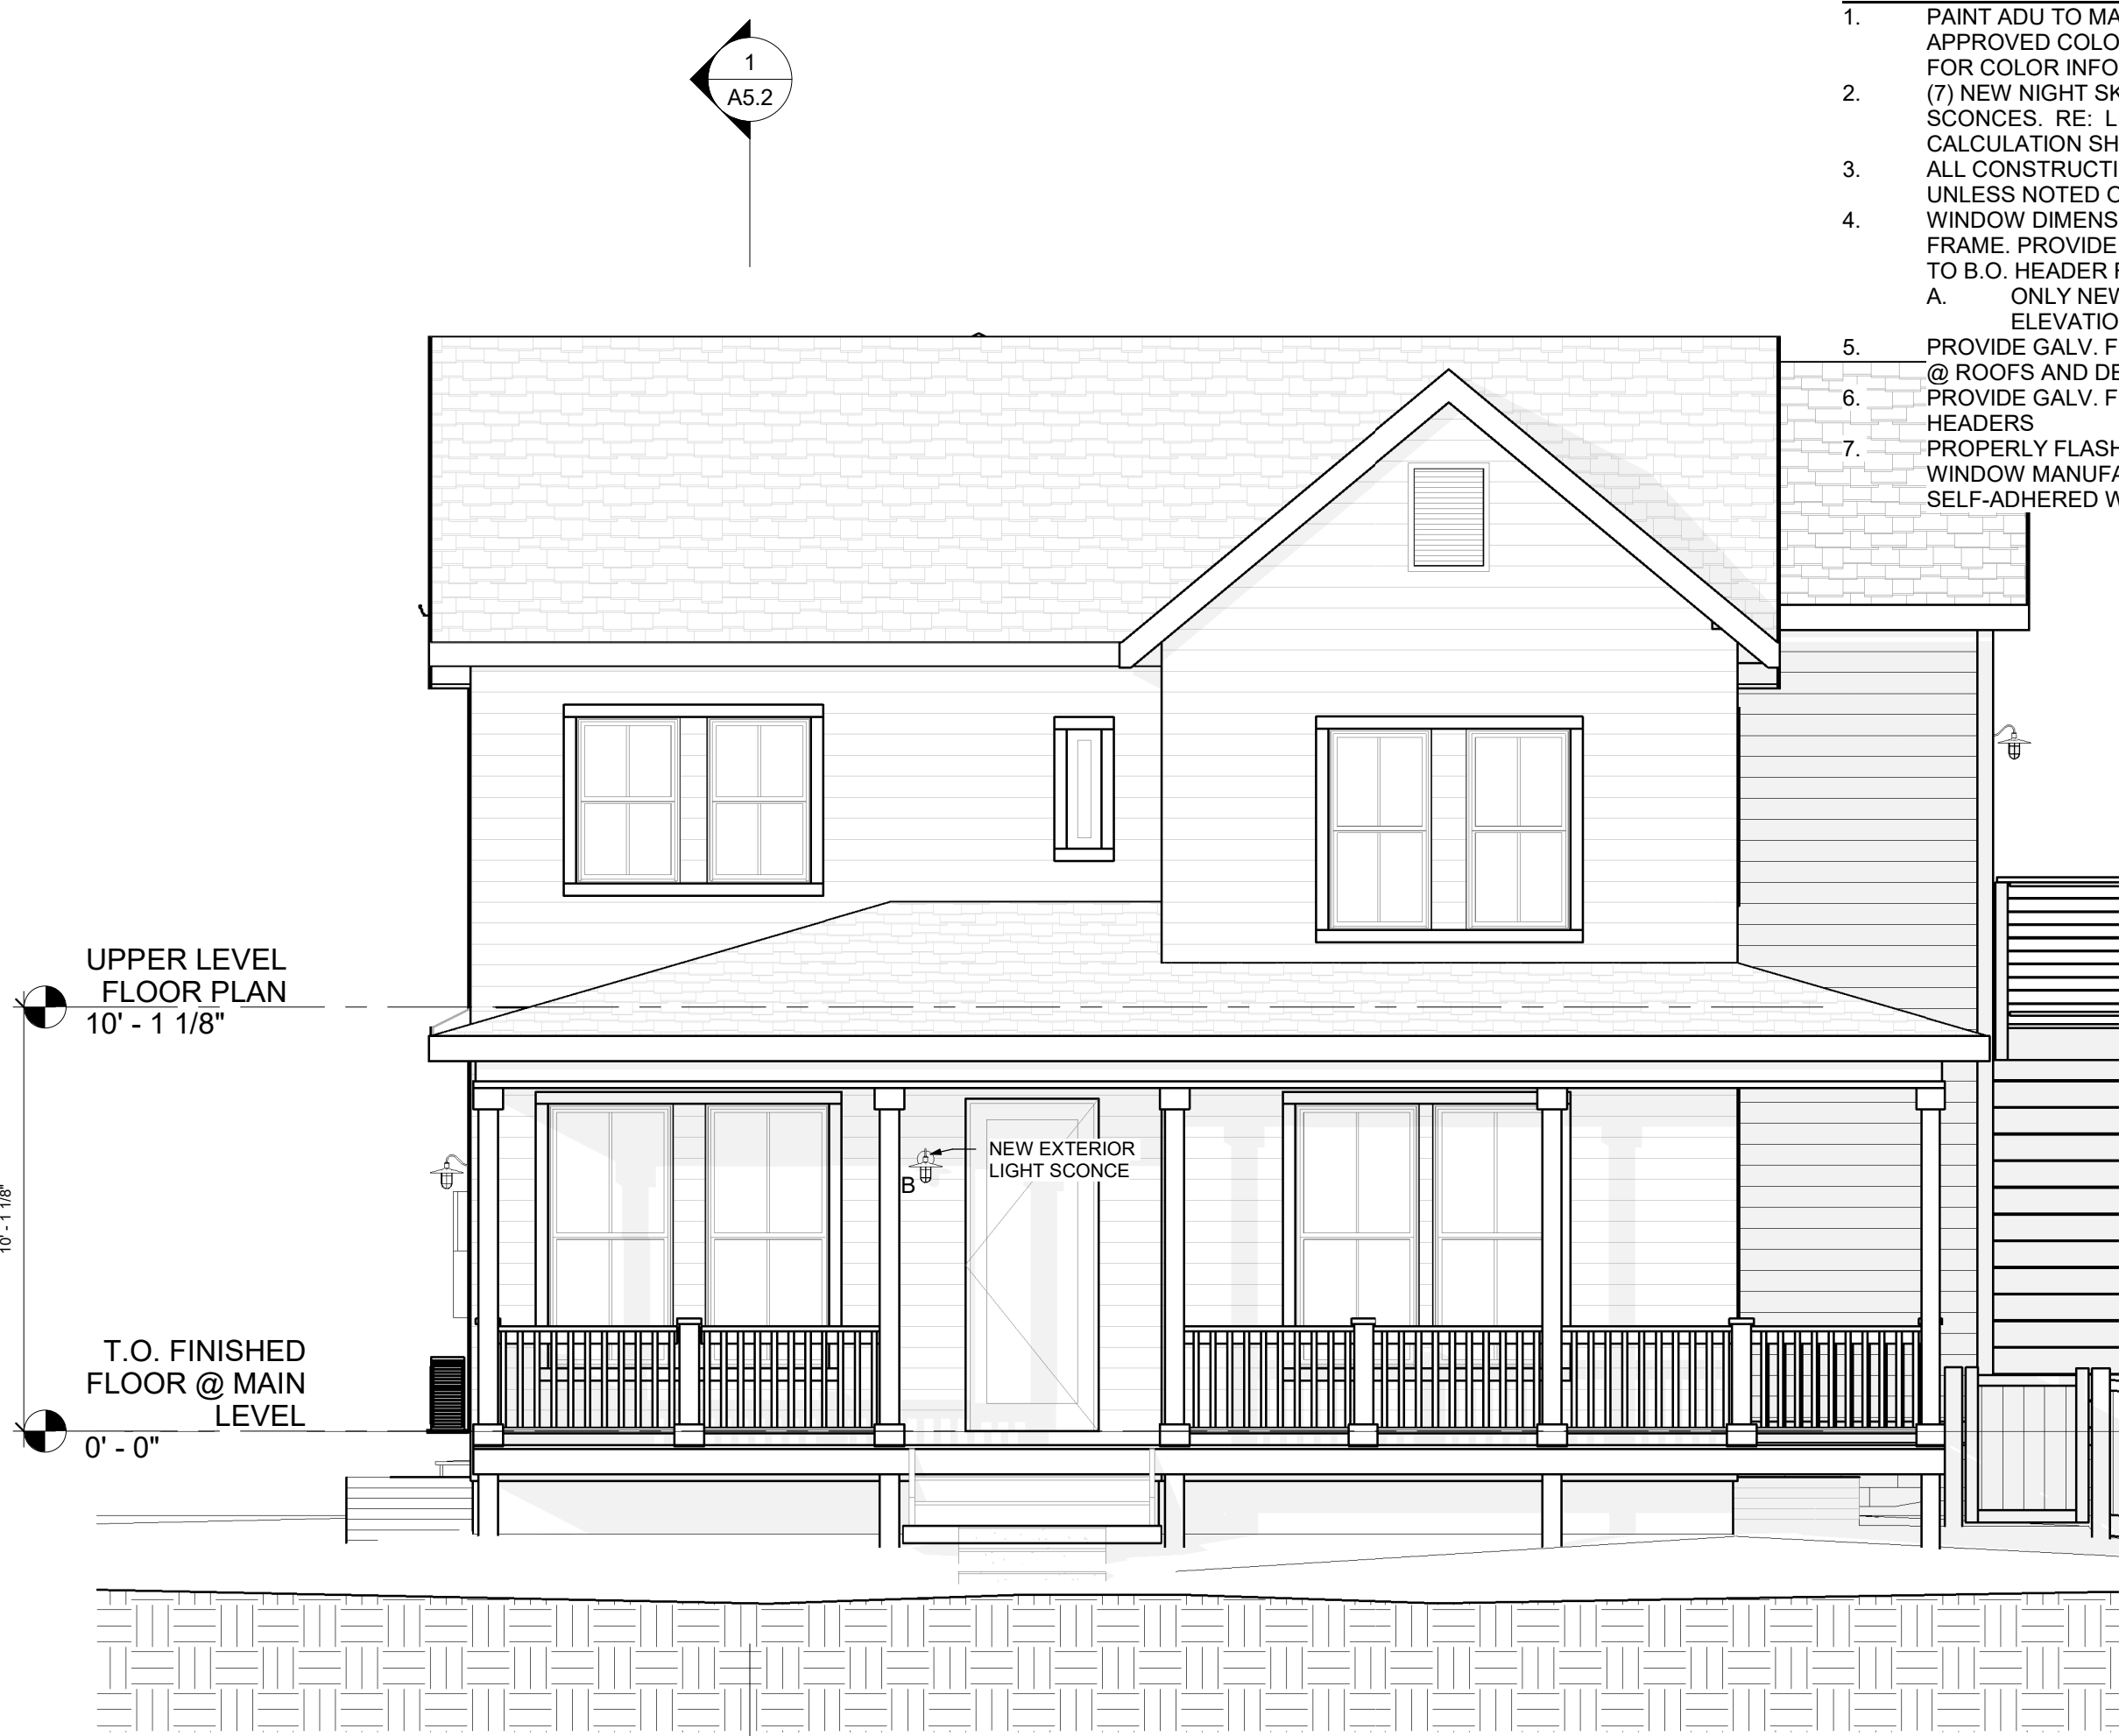 1
A5.2
1. PAINT ADU TO MA
APPROVED COLO
FOR COLOR INFO
2. (7) NEW NIGHT SK
SCONCES. RE: L
CALCULATION SH
3. ALL CONSTRUCTI
UNLESS NOTED O
4. WINDOW DIMENS
FRAME. PROVIDE
TO B.O. HEADER
A. ONLY NEW
ELEVATIO
5. PROVIDE GALV. F
@ ROOFS AND DE
6. PROVIDE GALV. F
HEADERS
7. PROPERLY FLASH
WINDOW MANUFA
SELF-ADHERED W
UPPER LEVEL
FLOOR PLAN
10' - 1 1/8"
NEW EXTERIOR
LIGHT SCONCE
B
10' - 1 1/8"
T.O. FINISHED
FLOOR @ MAIN
LEVEL
0' - 0"